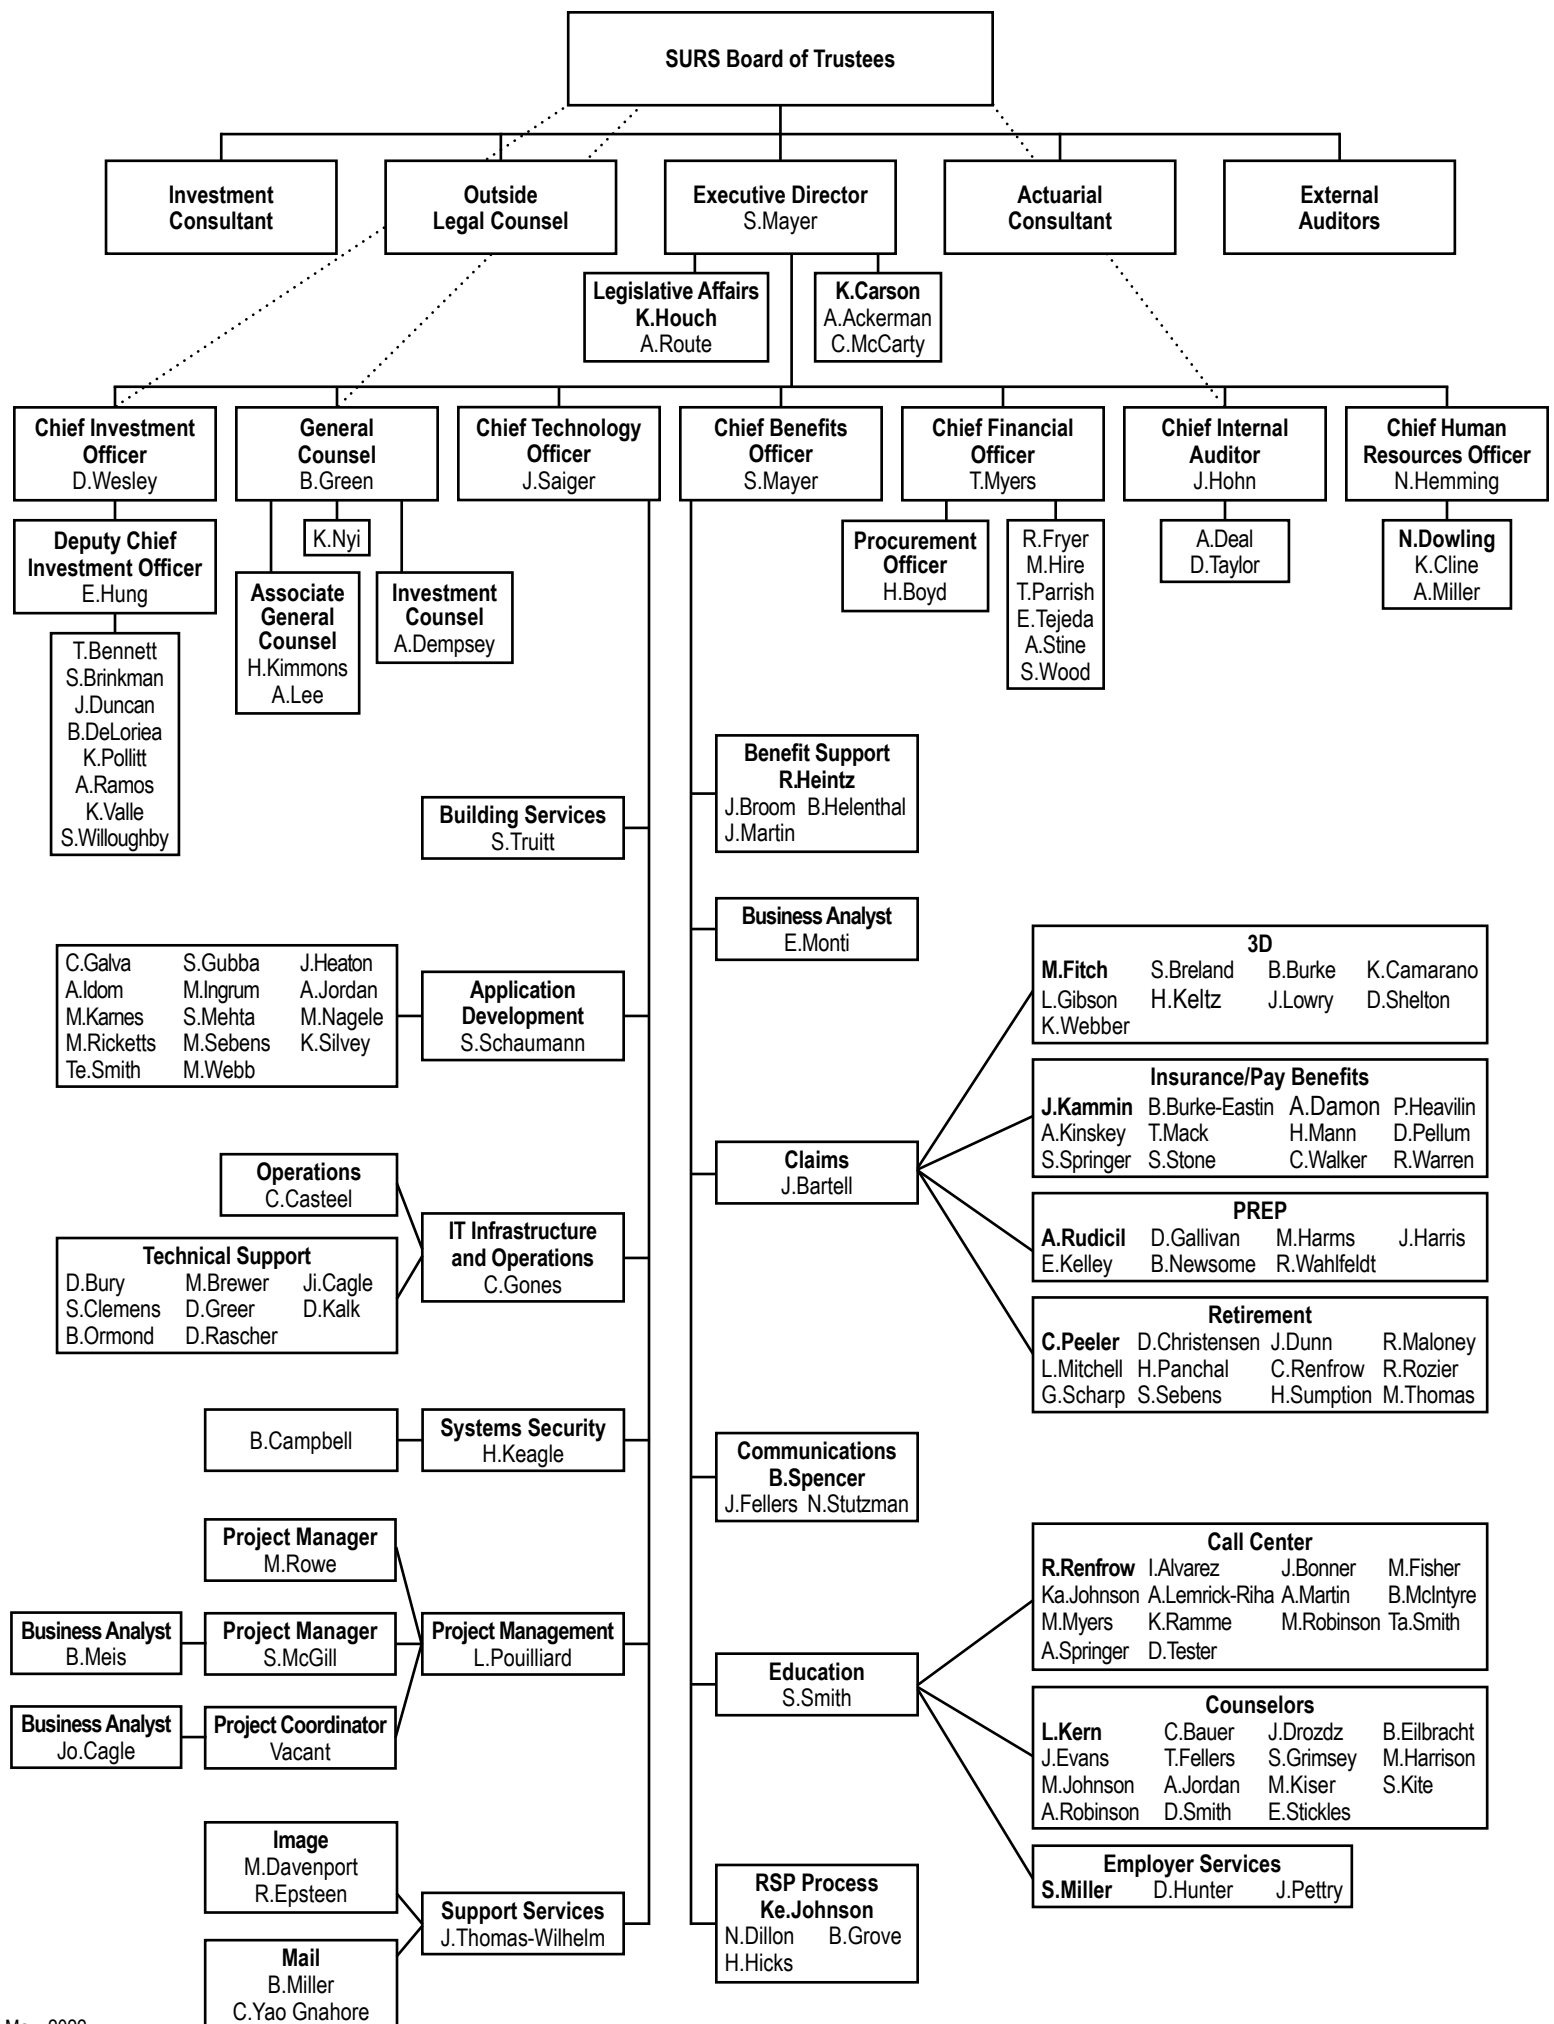 SURS Board of Trustees
Investment
Consultant
Outside
Legal Counsel
Executive Director
S.Mayer
Actuarial
Consultant
External
Auditors
Legislative Affairs
K.Houch
A.Route
K.Carson
A.Ackerman
C.McCarty
Chief Investment
Officer
D.Wesley
General
Counsel
B.Green
Chief Technology
Officer
J.Saiger
Chief Benefits
Officer
S.Mayer
Chief Financial
Officer
T.Myers
Chief Internal
Auditor
J.Hohn
Chief Human
Resources Officer
N.Hemming
Deputy Chief
Investment Officer
E.Hung
K.Nyi
Associate
General
Counsel
H.Kimmons
A.Lee
Investment
Counsel
A.Dempsey
Procurement
Officer
H.Boyd
R.Fryer
M.Hire
T.Parrish
E.Tejeda
A.Stine
S.Wood
A.Deal
D.Taylor
N.Dowling
K.Cline
A.Miller
T.Bennett
S.Brinkman
J.Duncan
B.DeLoriea
K.Pollitt
A.Ramos
K.Valle
S.Willoughby
Building Services
S.Truitt
C.Galva S.Gubba J.Heaton
A.Idom M.Ingrum A.Jordan
M.Karnes S.Mehta M.Nagele
M.Ricketts M.Sebens K.Silvey
Te.Smith M.Webb
Application
Development
S.Schaumann
Operations
C.Casteel
Technical Support
D.Bury M.Brewer Ji.Cagle
S.Clemens D.Greer D.Kalk
B.Ormond D.Rascher
IT Infrastructure
and Operations
C.Gones
B.Campbell
Systems Security
H.Keagle
Project Manager
M.Rowe
Business Analyst
B.Meis
Project Manager
S.McGill
Project Management
L.Pouilliard
Business Analyst
Jo.Cagle
Project Coordinator
Vacant
Image
M.Davenport
R.Epsteen
Support Services
J.Thomas-Wilhelm
Mail
B.Miller
C.Yao Gnahore
Benefit Support
R.Heintz
J.Broom B.Helenthal
J.Martin
Business Analyst
E.Monti
Claims
J.Bartell
3D
M.Fitch S.Breland B.Burke K.Camarano
L.Gibson H.Keltz J.Lowry D.Shelton
K.Webber
Insurance/Pay Benefits
J.Kammin B.Burke-Eastin A.Damon P.Heavilin
A.Kinskey T.Mack H.Mann D.Pellum
S.Springer S.Stone C.Walker R.Warren
PREP
A.Rudicil D.Gallivan M.Harms J.Harris
E.Kelley B.Newsome R.Wahlfeldt
Retirement
C.Peeler D.Christensen J.Dunn R.Maloney
L.Mitchell H.Panchal C.Renfrow R.Rozier
G.Scharp S.Sebens H.Sumption M.Thomas
Communications
B.Spencer
J.Fellers N.Stutzman
Education
S.Smith
Call Center
R.Renfrow I.Alvarez J.Bonner M.Fisher
Ka.Johnson A.Lemrick-Riha A.Martin B.McIntyre
M.Myers K.Ramme M.Robinson Ta.Smith
A.Springer D.Tester
Counselors
L.Kern C.Bauer J.Drozdz B.Eilbracht
J.Evans T.Fellers S.Grimsey M.Harrison
M.Johnson A.Jordan M.Kiser S.Kite
A.Robinson D.Smith E.Stickles
Employer Services
S.Miller D.Hunter J.Pettry
RSP Process
Ke.Johnson
N.Dillon B.Grove
H.Hicks